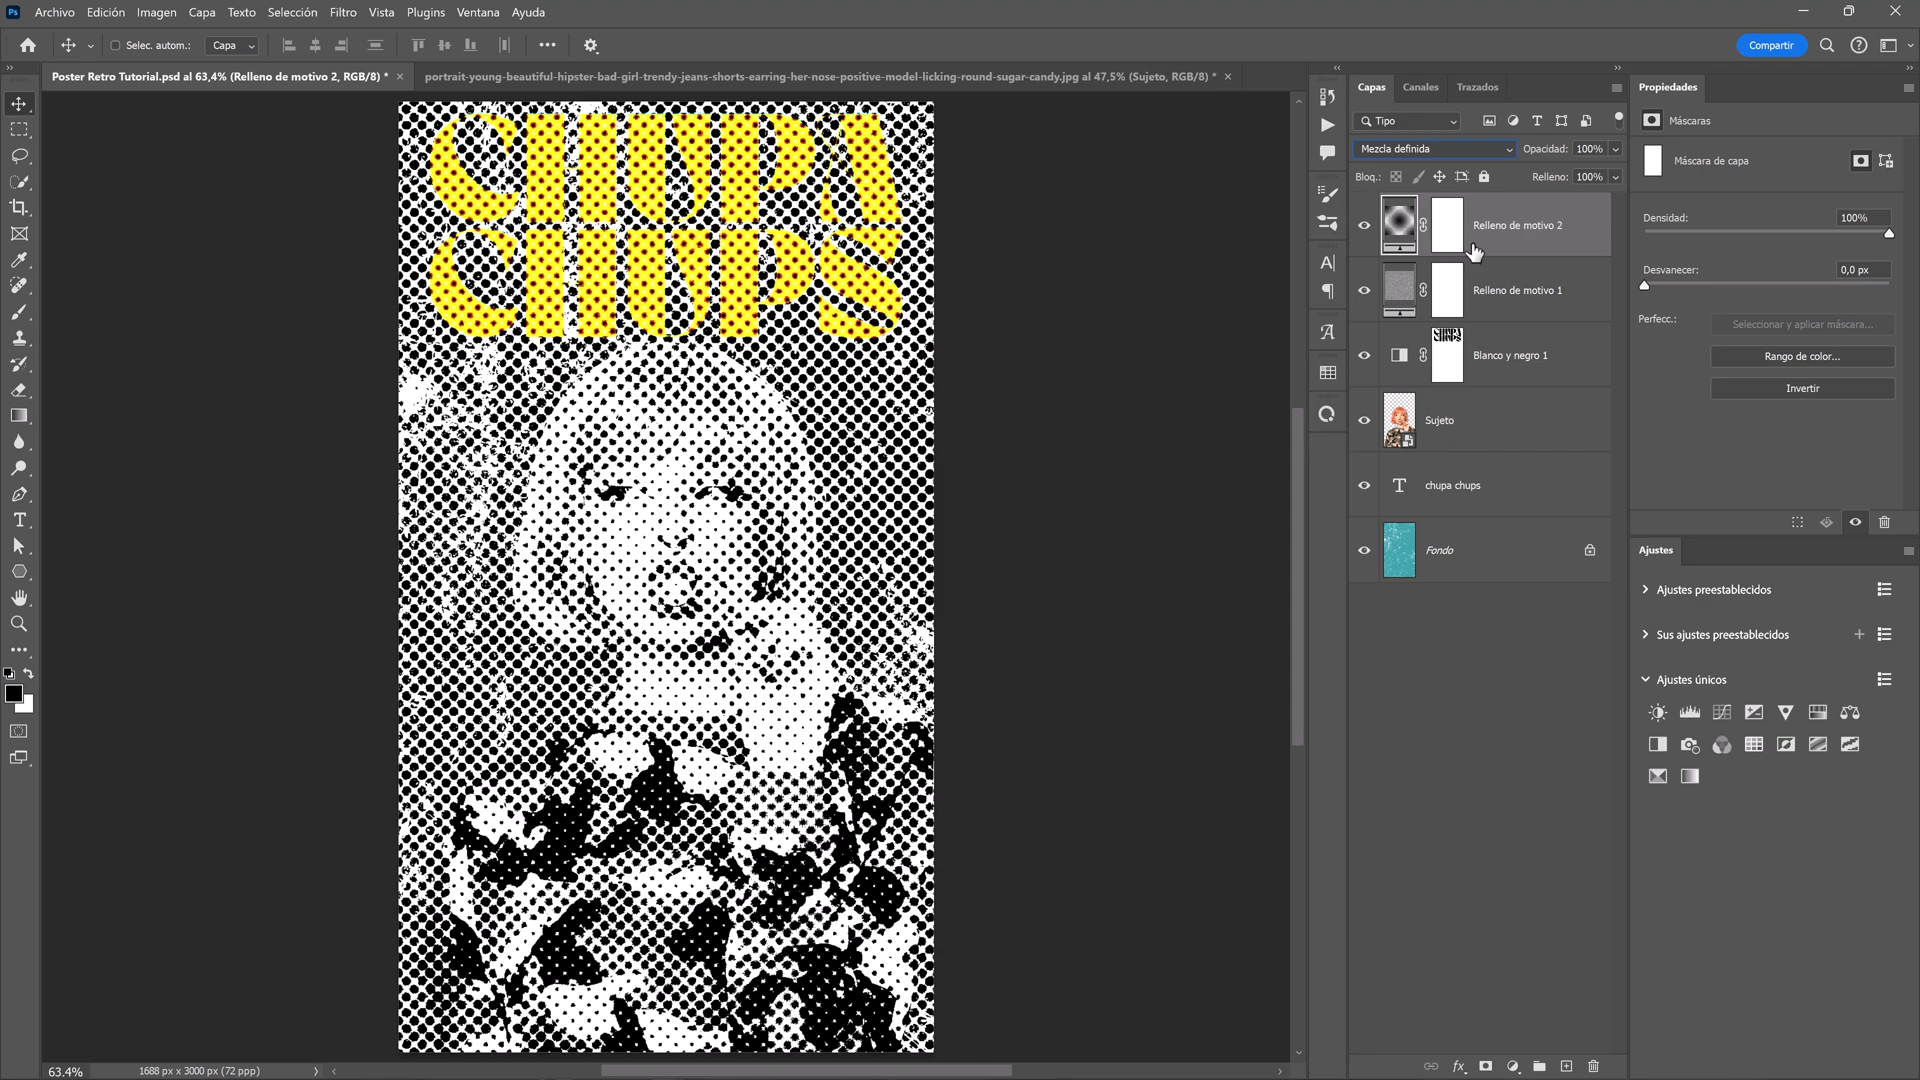 Ps Archivo Edición Imagen Capa Texto Selección Filtro Vista Plugins Ventana Ayuda
Selec. autom.: Capa Compartir
Poster Retro Tutorial.psd al 63,4% (Relleno de motivo 2, RGB/8) * portrait-young-beautiful-hipster-bad-girl-trendy-jeans-shorts-earring-her-nose-positive-model-licking-round-sugar-candy.jpg al 47,5% (Sujeto, RGB/8) *
CHUPA
CHUPS
Capas Canales Trazados
Tipo
Mezcla definida Opacidad: 100%
Bloq.: Relleno: 100%
Relleno de motivo 2
Relleno de motivo 1
Blanco y negro 1
CHUPA
CHUPS
Sujeto
chupa chups
Fondo
Propiedades
Máscaras
Máscara de capa
Densidad: 100%
Desvanecer: 0,0 px
Perfecc.: Seleccionar y aplicar máscara...
Rango de color...
Invertir
Ajustes
Ajustes preestablecidos
Sus ajustes preestablecidos
Ajustes únicos
63.4% 1688 px x 3000 px (72 ppp)